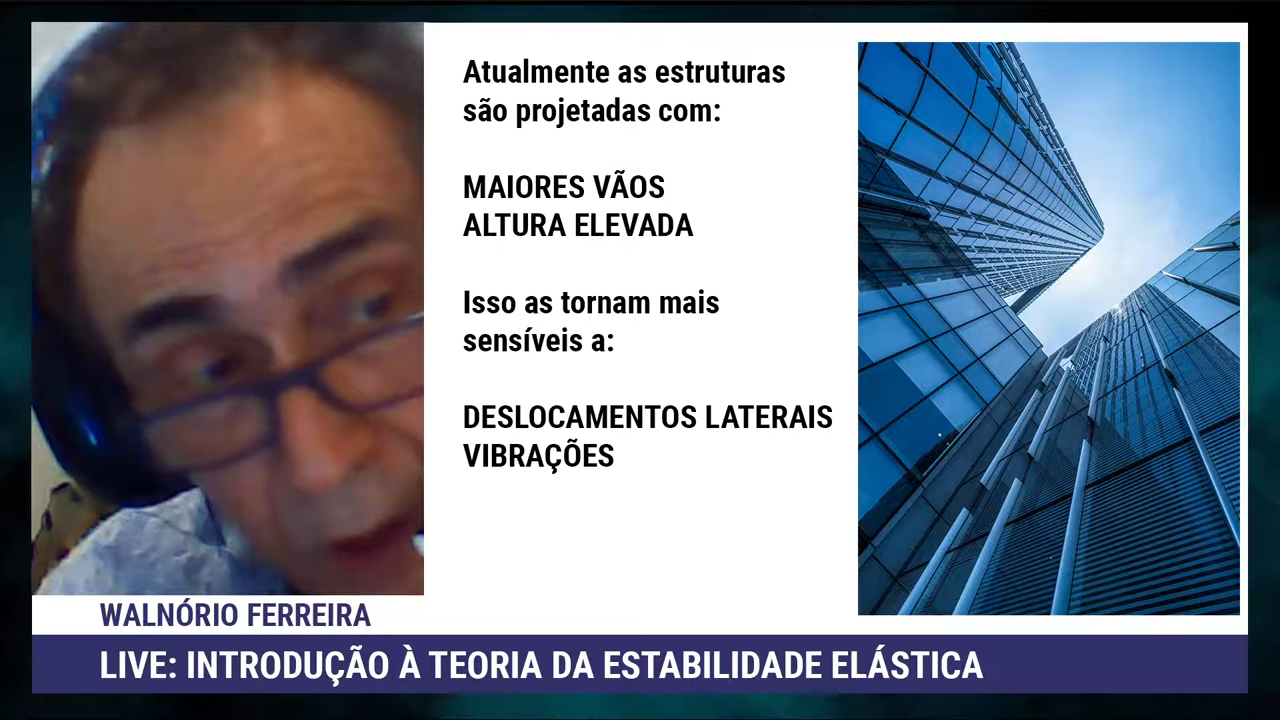 Atualmente as estruturas
são projetadas com:
MAIORES VÃOS
ALTURA ELEVADA
Isso as tornam mais
sensíveis a:
DESLOCAMENTOS LATERAIS
VIBRAÇÕES
WALNÓRIO FERREIRA
LIVE: INTRODUÇÃO À TEORIA DA ESTABILIDADE ELÁSTICA